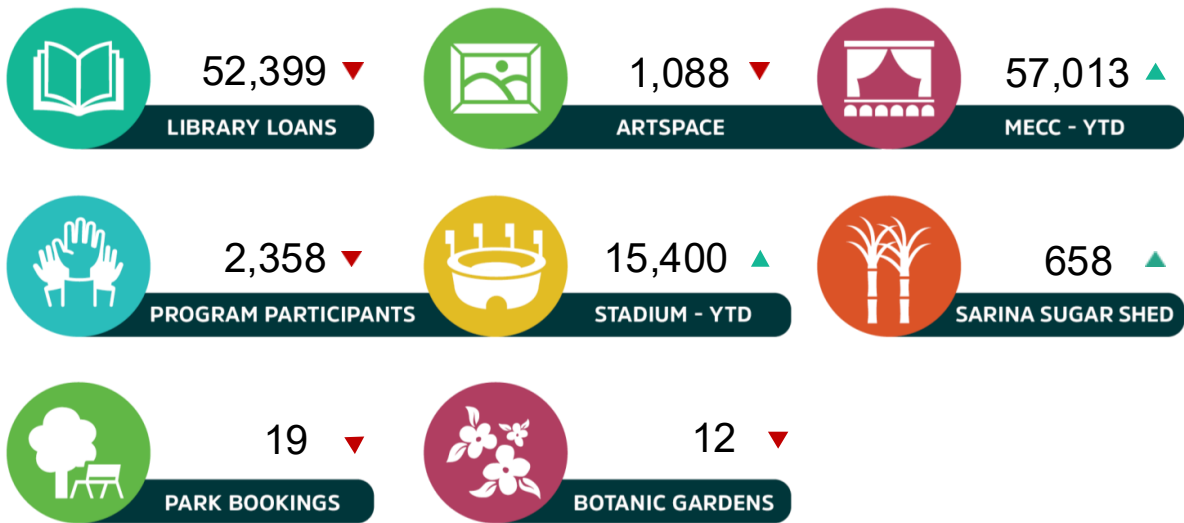 52,399
LIBRARY LOANS
1,088
ARTSPACE
57,013
MECC - YTD
2,358
PROGRAM PARTICIPANTS
15,400
STADIUM - YTD
658
SARINA SUGAR SHED
19
PARK BOOKINGS
12
BOTANIC GARDENS